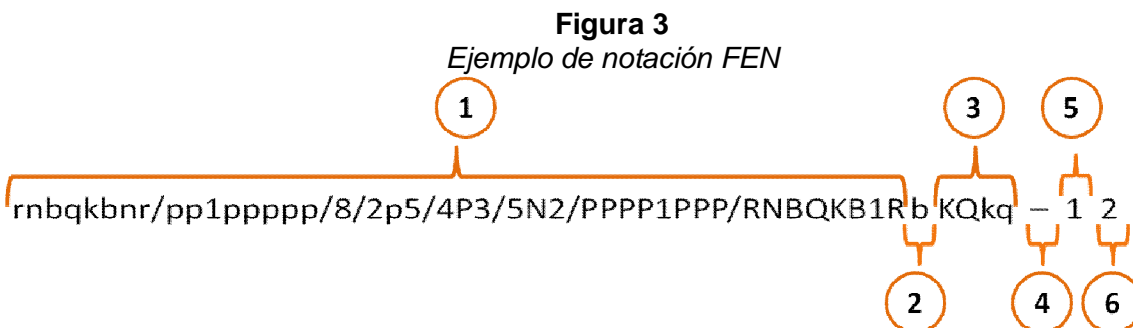 Figura 3
Ejemplo de notación FEN
1 3 5
rnbqkbnr/pp1ppppp/8/2p5/4P3/5N2/PPPP1PPP/RNBQKB1R b KQkq – 1 2
2 4 6